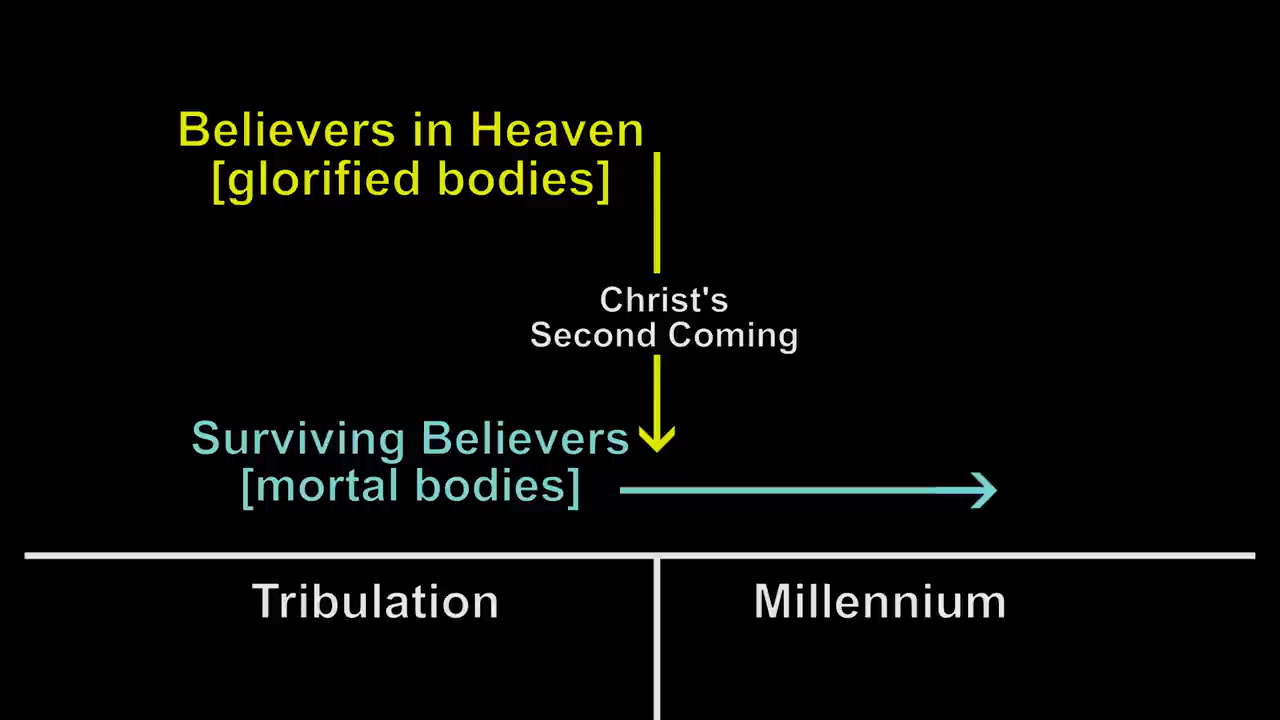 Believers in Heaven
[glorified bodies]
Christ's
Second Coming
Surviving Believers
[mortal bodies]
Tribulation
Millennium